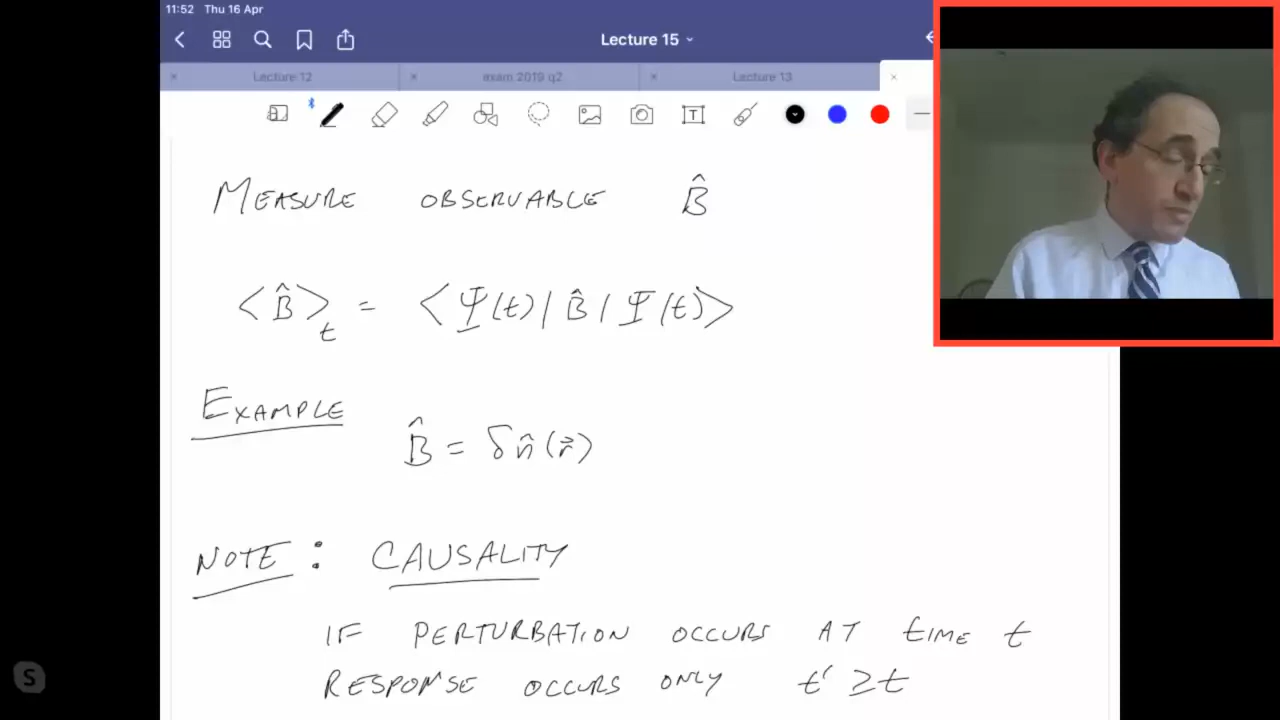 11:52 Thu 16 Apr
Lecture 15
Lecture 12
exam 2019 q2
Lecture 13
T
MEASURE OBSERVABLE B̂
⟨B̂⟩_t = ⟨Ψ(t)|B̂|Ψ(t)⟩
EXAMPLE
B̂ = δn̂(r⃗)
NOTE: CAUSALITY
IF PERTURBATION OCCURS AT TIME t
RESPONSE OCCURS ONLY t' ≥ t
S